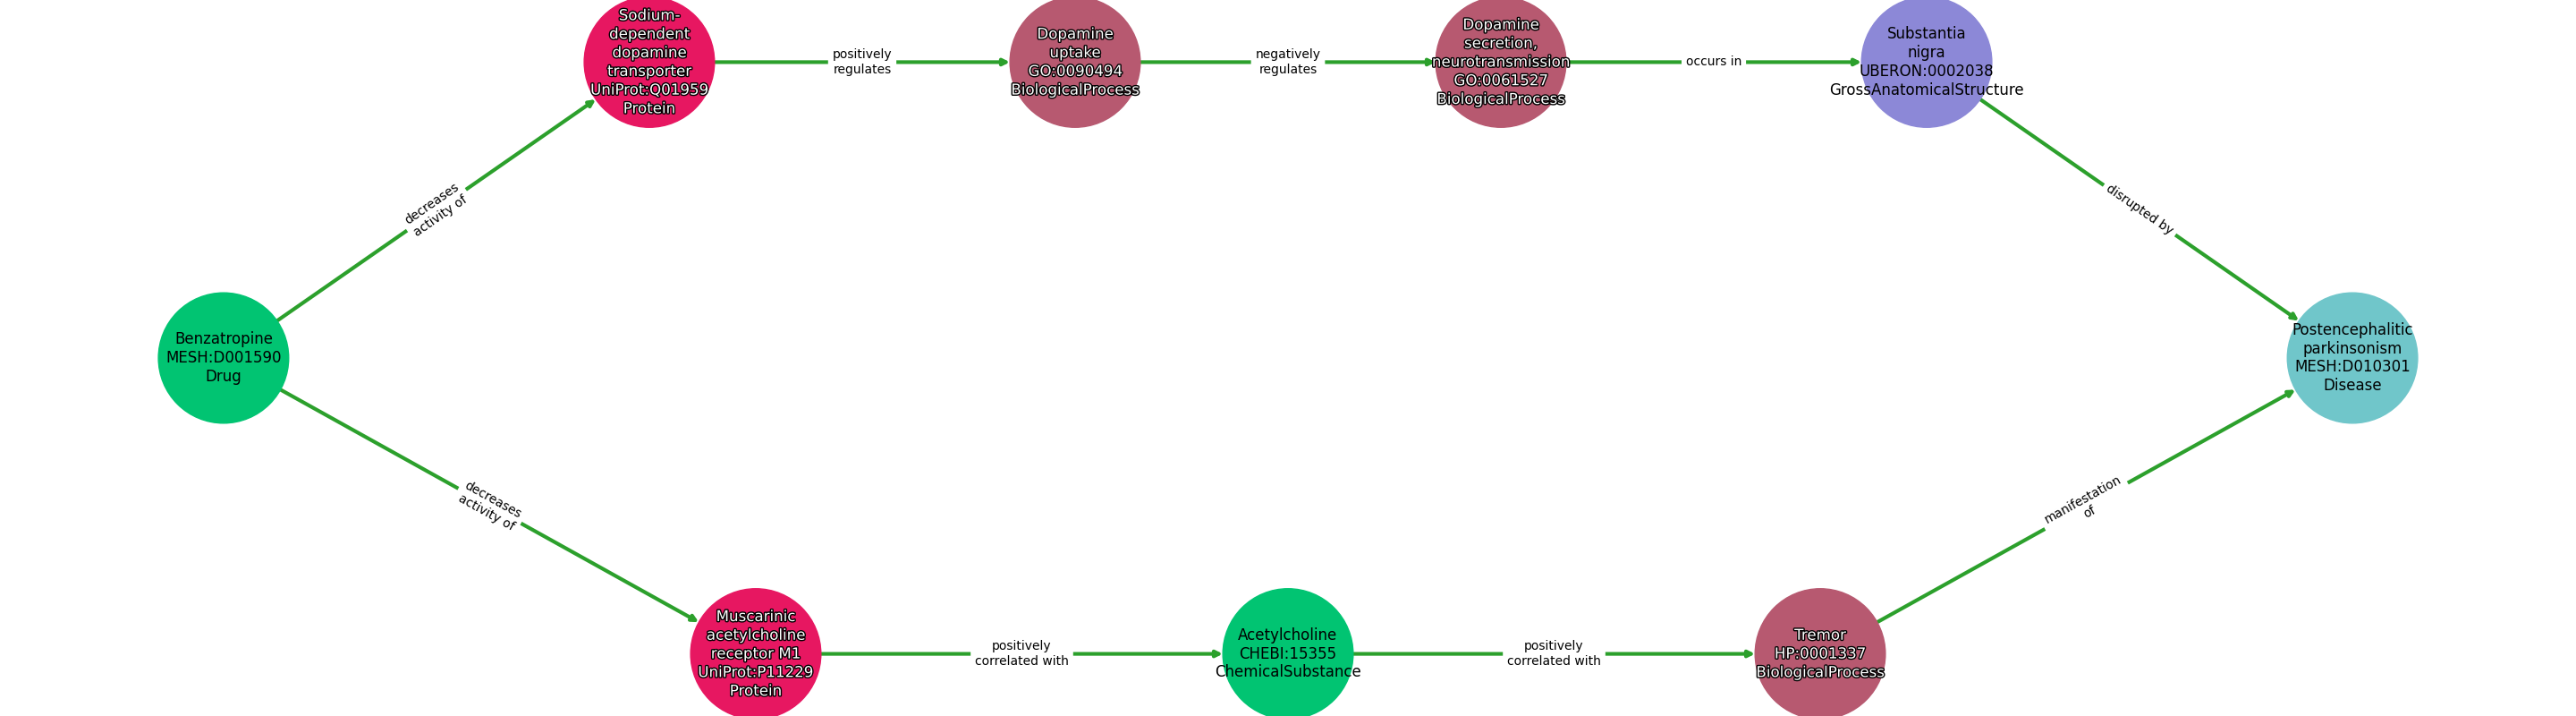 Sodium-
dependent
dopamine
transporter
UniProt:Q01959
Protein
positively
regulates
Dopamine
uptake
GO:0090494
BiologicalProcess
negatively
regulates
Dopamine
secretion,
neurotransmission
GO:0061527
BiologicalProcess
occurs in
Substantia
nigra
UBERON:0002038
GrossAnatomicalStructure
decreases
activity of
disrupted by
Benzatropine
MESH:D001590
Drug
Postencephalitic
parkinsonism
MESH:D010301
Disease
decreases
activity of
manifestation
of
Muscarinic
acetylcholine
receptor M1
UniProt:P11229
Protein
positively
correlated with
Acetylcholine
CHEBI:15355
ChemicalSubstance
positively
correlated with
Tremor
HP:0001337
BiologicalProcess